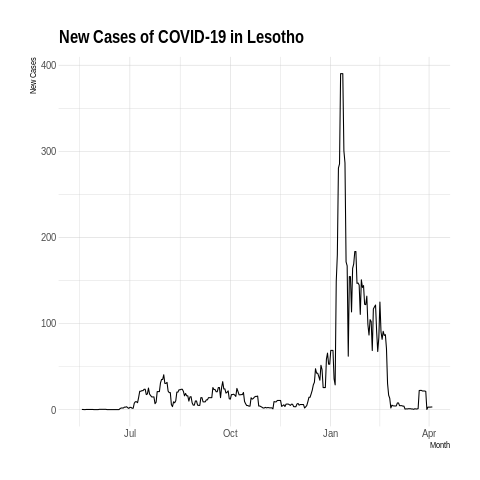 New Cases of COVID-19 in Lesotho
New Cases
400
300
200
100
0
Jul Oct Jan Apr
Month